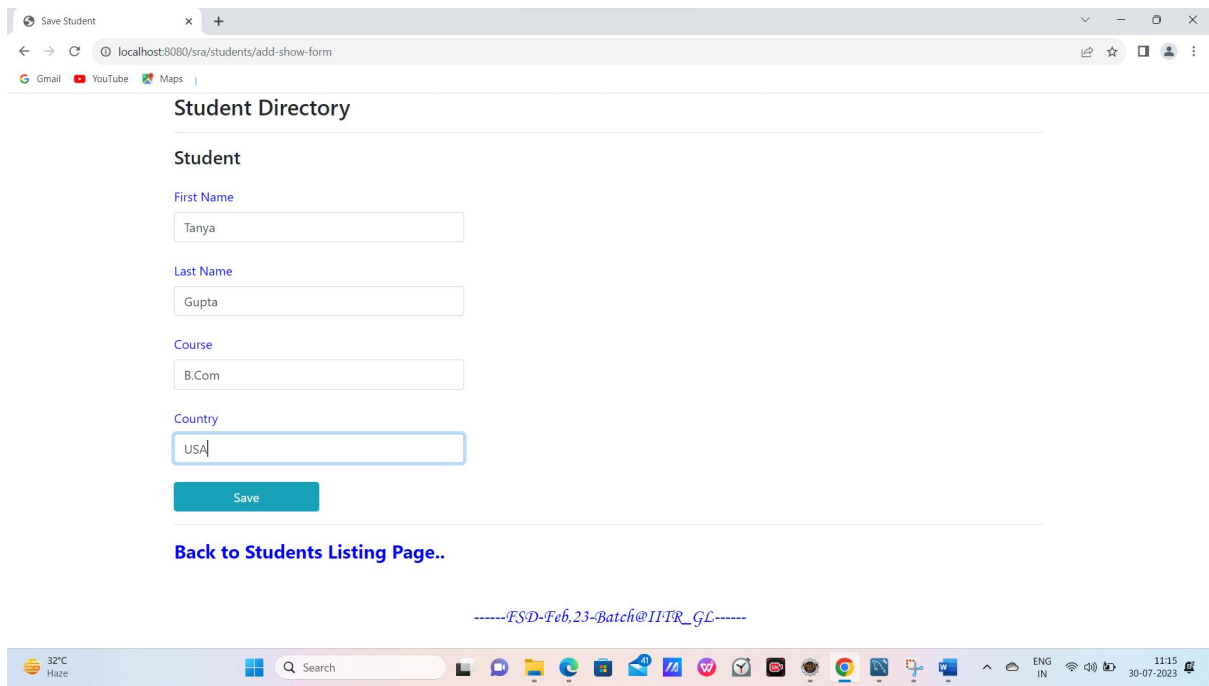 Save Student
localhost:8080/sra/students/add-show-form
Gmail YouTube Maps
Student Directory
Student
First Name
Tanya
Last Name
Gupta
Course
B.Com
Country
USA
Save
Back to Students Listing Page..
------FSD-Feb,23-Batch@IITR_GL------
32°C
Haze
Search
41
ENG
IN
11:15
30-07-2023